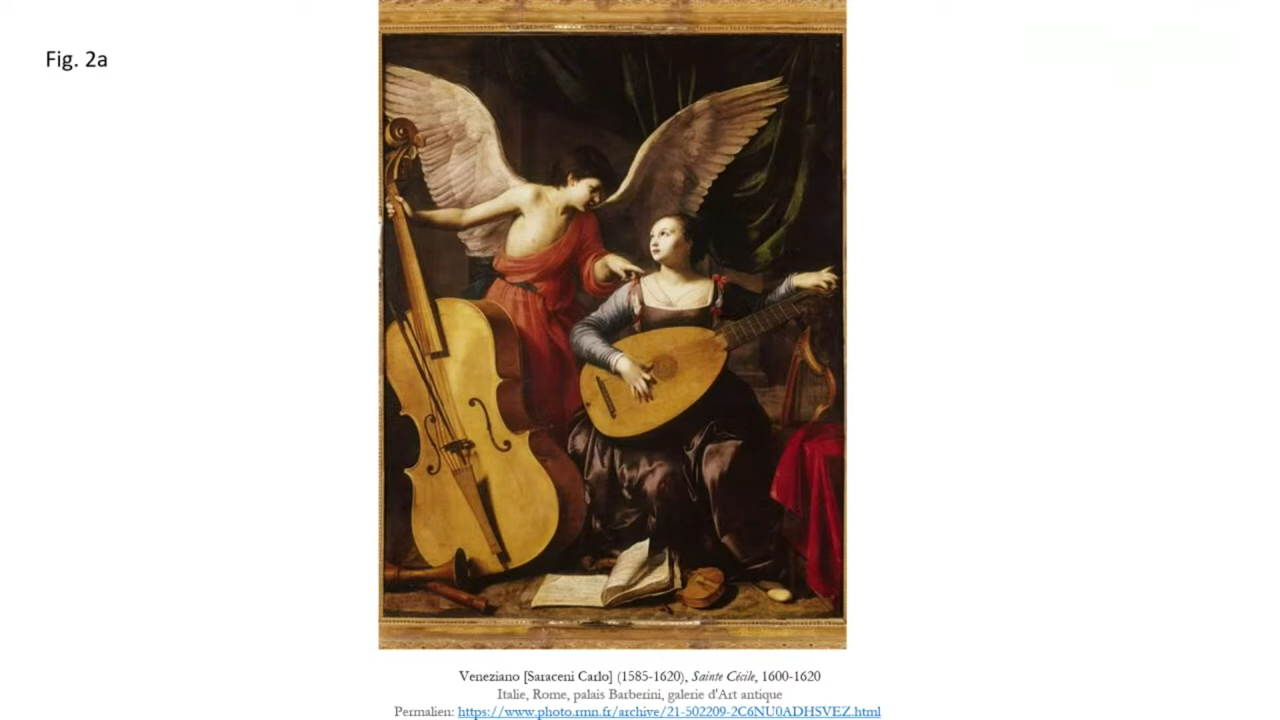 Fig. 2a
Veneziano [Saraceni Carlo] (1585-1620), Sainte Cécile, 1600-1620
Italie, Rome, palais Barberini, galerie d'Art antique
Permalien: https://www.photo.rmn.fr/archive/21-502209-2C6NU0ADHSVEZ.html